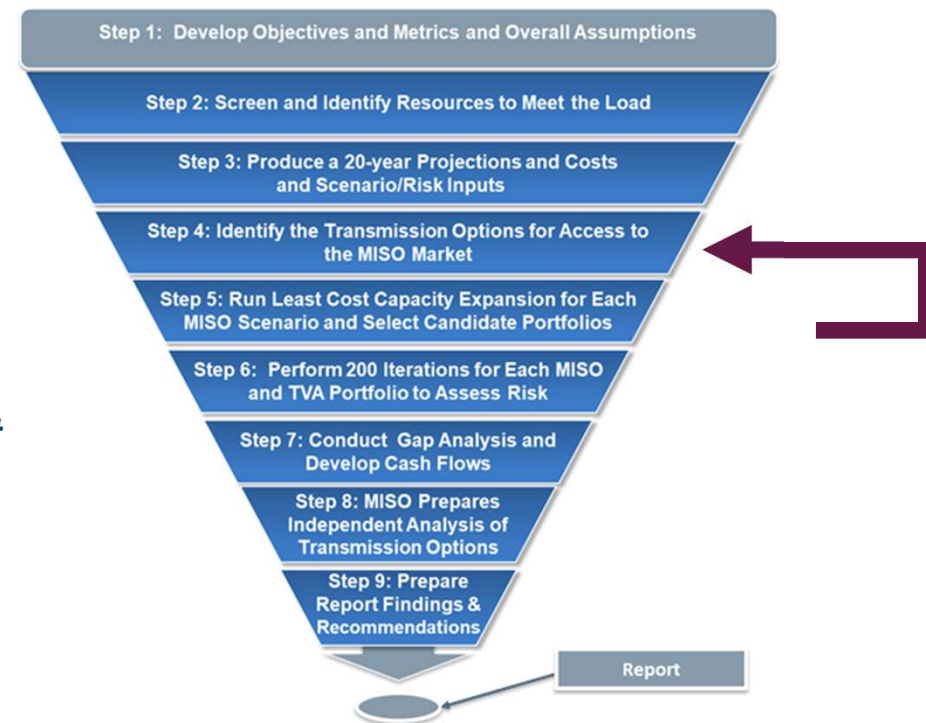 Step 1: Develop Objectives and Metrics and Overall Assumptions
Step 2: Screen and Identify Resources to Meet the Load
Step 3: Produce a 20-year Projections and Costs
and Scenario/Risk Inputs
Step 4: Identify the Transmission Options for Access to
the MISO Market
Step 5: Run Least Cost Capacity Expansion for Each
MISO Scenario and Select Candidate Portfolios
Step 6: Perform 200 Iterations for Each MISO
and TVA Portfolio to Assess Risk
Step 7: Conduct Gap Analysis and
Develop Cash Flows
Step 8: MISO Prepares
Independent Analysis of
Transmission Options
Step 9: Prepare
Report Findings &
Recommendations
Report